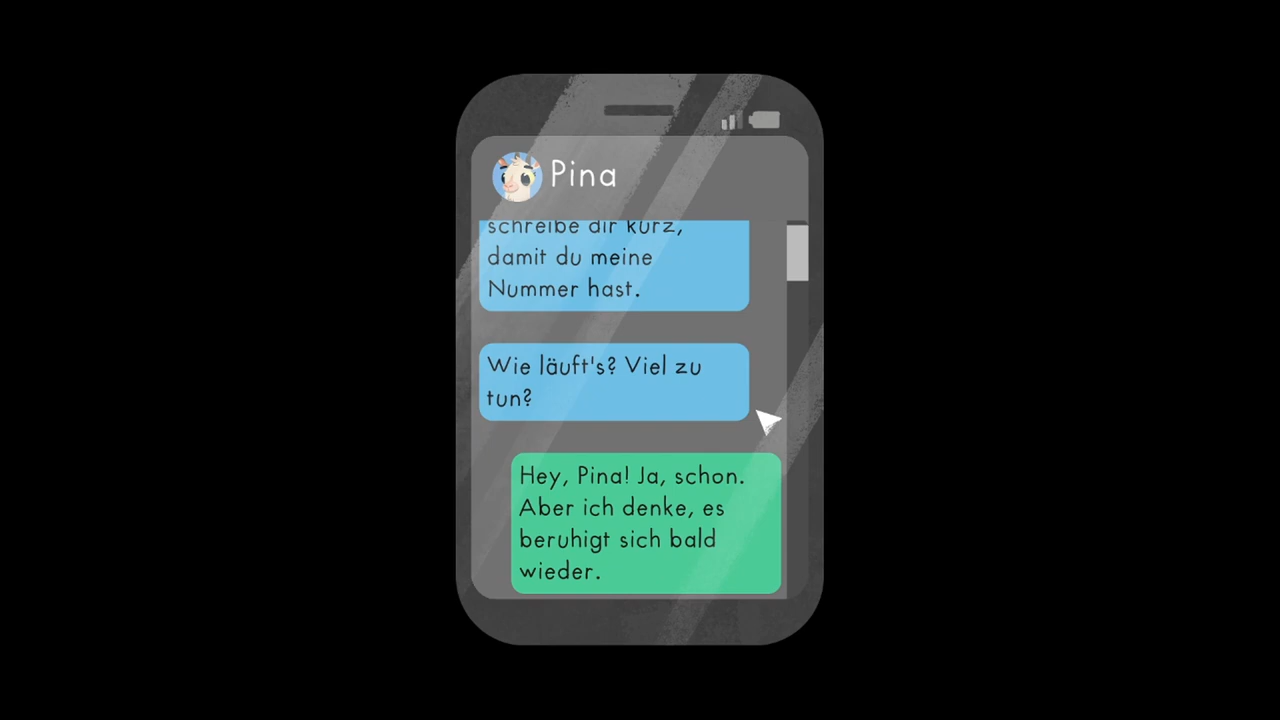 Pina
schreibe dir kurz,
damit du meine
Nummer hast.
Wie läuft's? Viel zu
tun?
Hey, Pina! Ja, schon.
Aber ich denke, es
beruhigt sich bald
wieder.